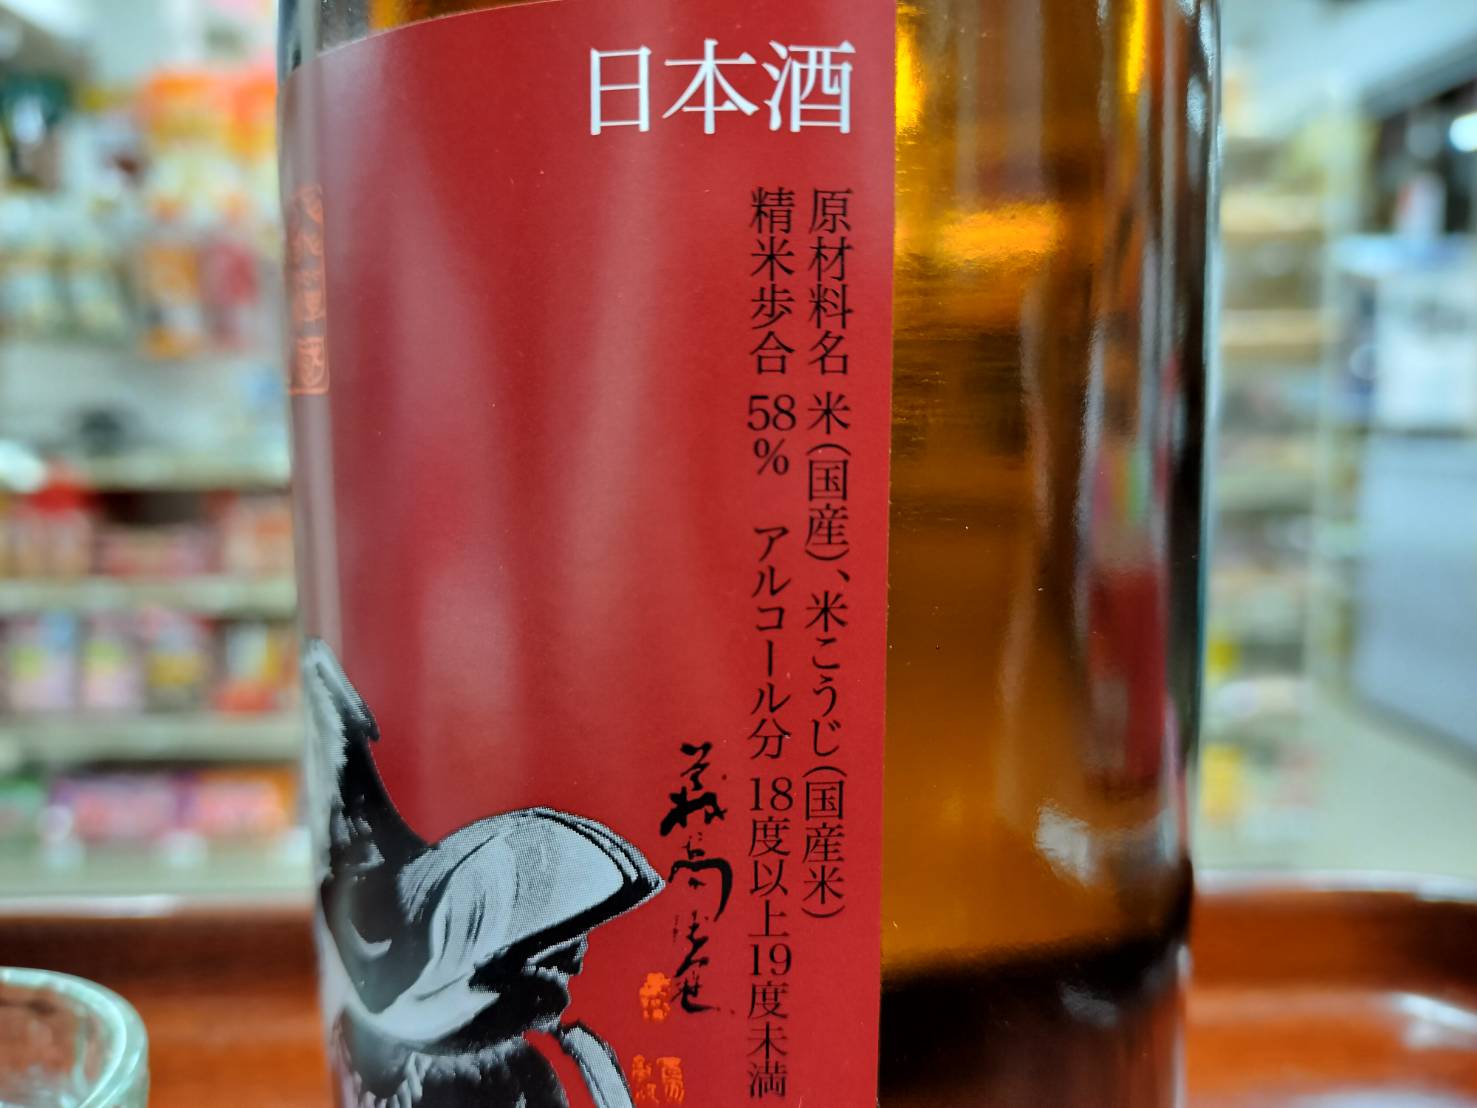 日本酒
原材料名 米(国産)、米こうじ(国産米)
精米歩合 58% アルコール分 18度以上19度未満